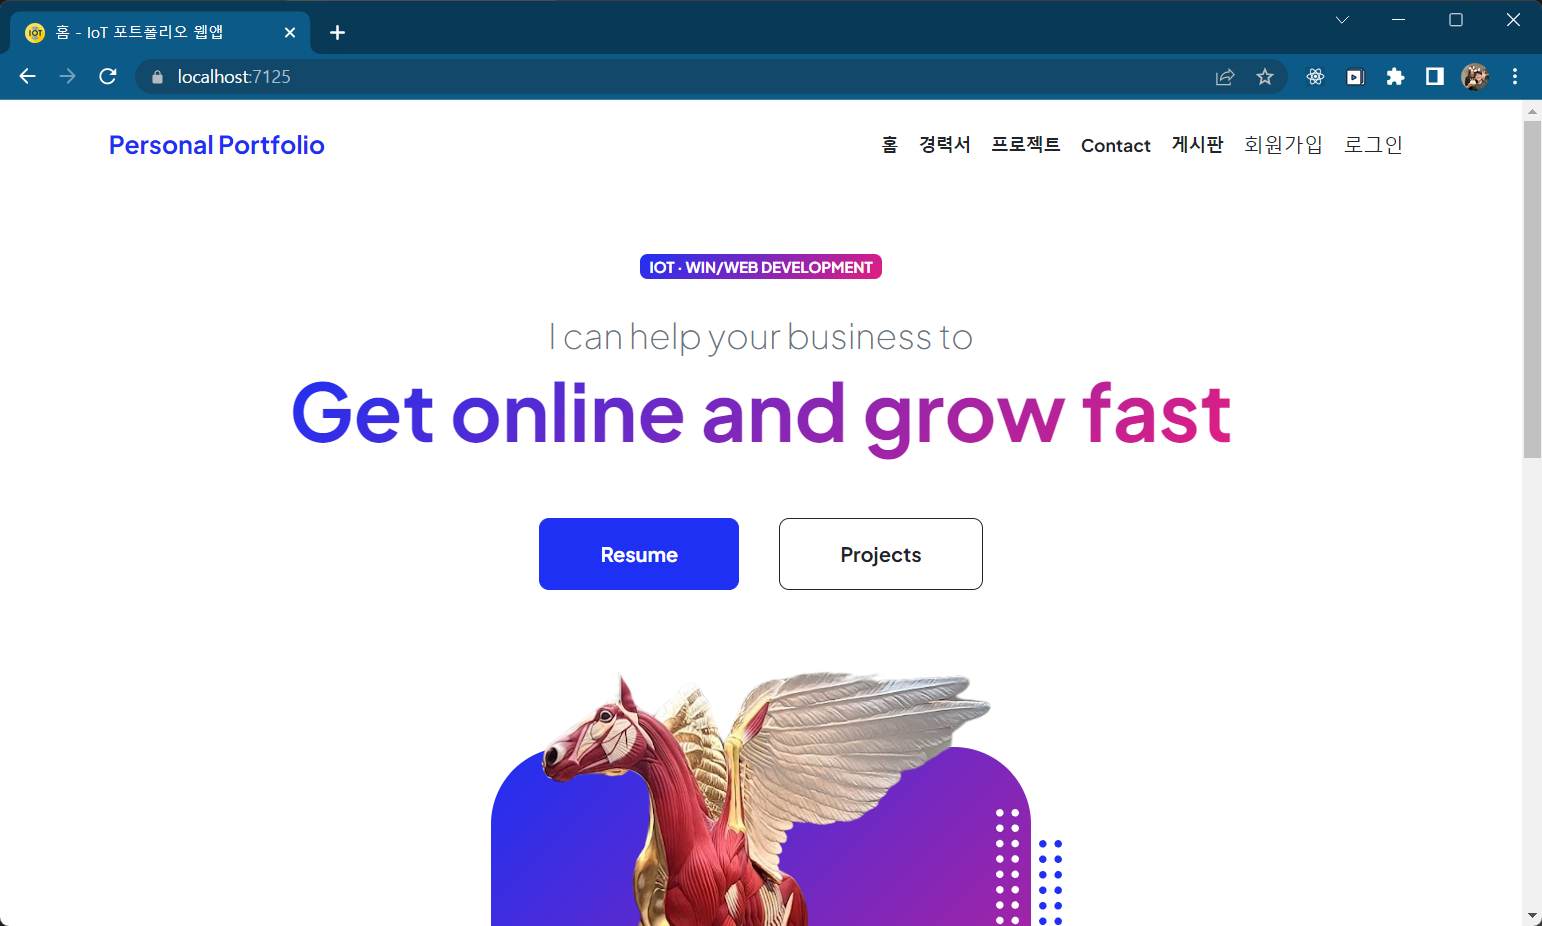 IOT
홈 - IoT 포트폴리오 웹앱
localhost:7125
Personal Portfolio
홈 경력서 프로젝트 Contact 게시판 회원가입 로그인
IOT · WIN/WEB DEVELOPMENT
I can help your business to
Get online and grow fast
Resume
Projects